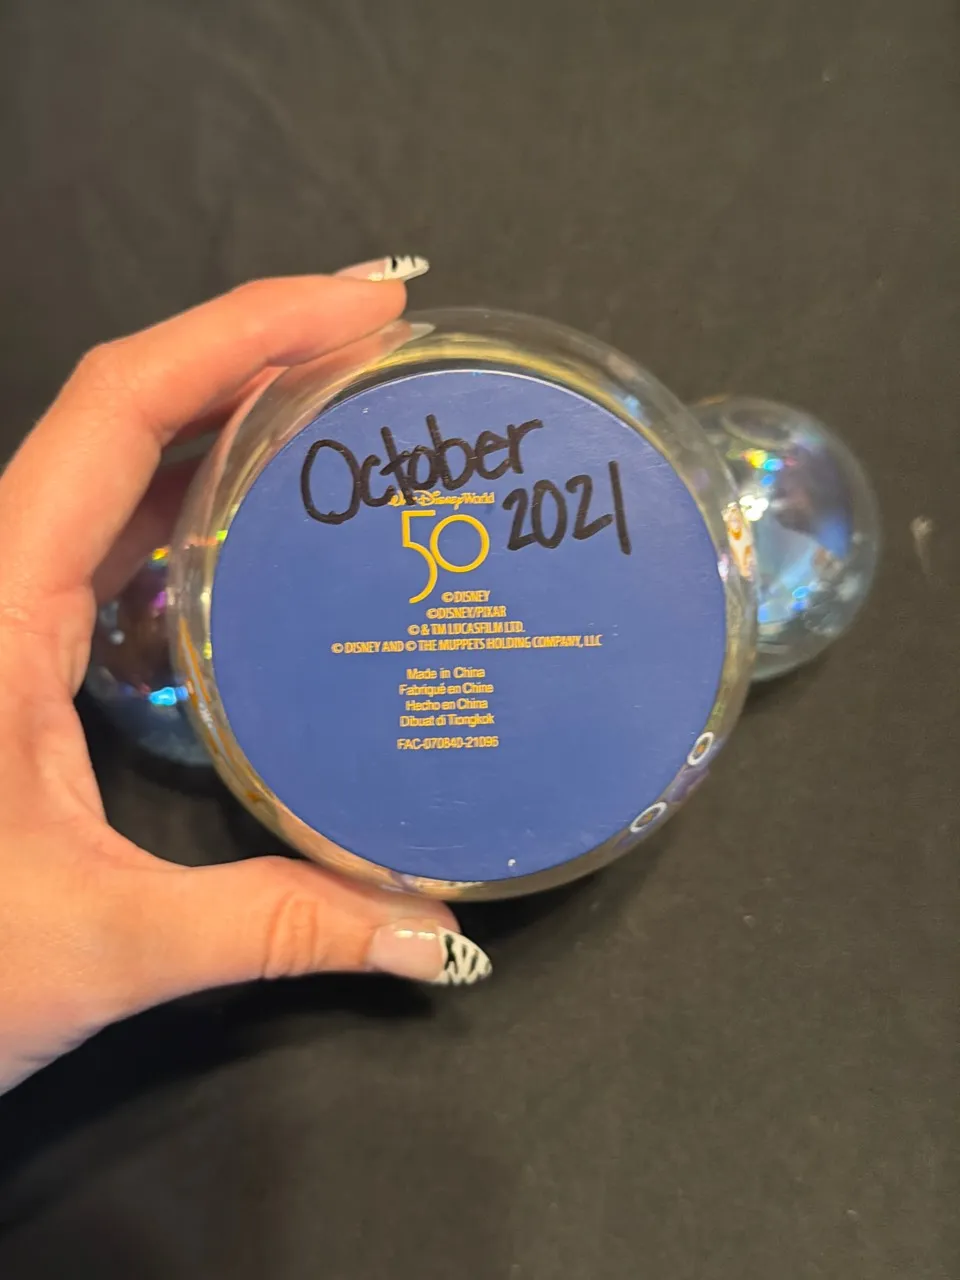 October
2021
Walt Disney World
50
© DISNEY
© DISNEY/PIXAR
© & TM LUCASFILM LTD.
© DISNEY AND © THE MUPPETS HOLDING COMPANY, LLC
Made in China
Fabriqué en Chine
Hecho en China
Dibuat di Tiongkok
FAC-070840-21096